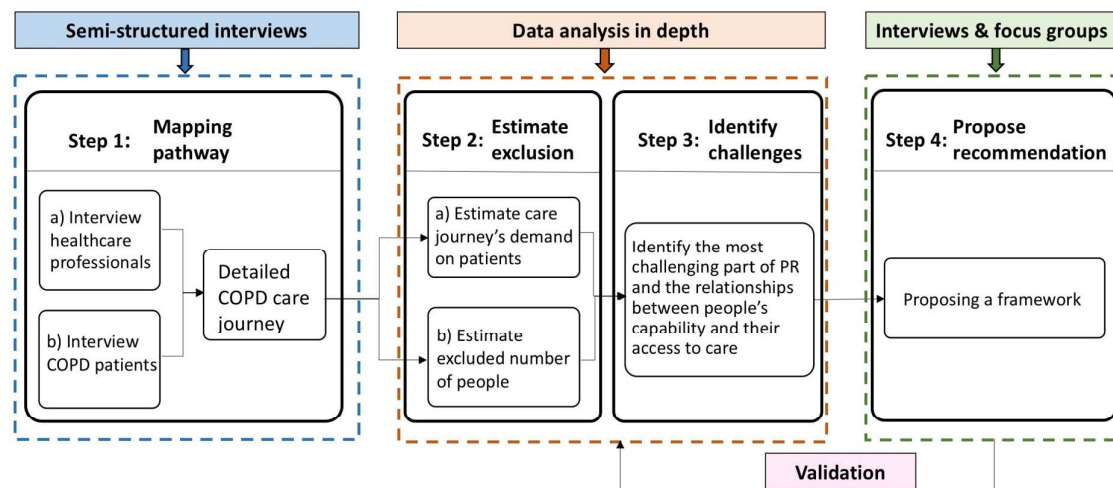 Semi-structured interviews
Data analysis in depth
Interviews & focus groups
Step 1: Mapping
pathway
a) Interview
healthcare
professionals
b) Interview
COPD patients
Detailed
COPD care
journey
Step 2: Estimate
exclusion
a) Estimate care
journey's demand
on patients
b) Estimate
excluded number
of people
Step 3: Identify
challenges
Identify the most
challenging part of PR
and the relationships
between people's
capability and their
access to care
Step 4: Propose
recommendation
Proposing a framework
Validation